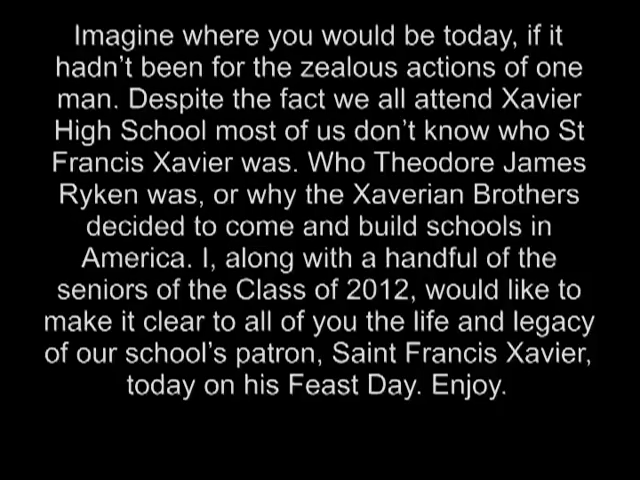 Imagine where you would be today, if it
hadn't been for the zealous actions of one
man. Despite the fact we all attend Xavier
High School most of us don't know who St
Francis Xavier was. Who Theodore James
Ryken was, or why the Xaverian Brothers
decided to come and build schools in
America. I, along with a handful of the
seniors of the Class of 2012, would like to
make it clear to all of you the life and legacy
of our school's patron, Saint Francis Xavier,
today on his Feast Day. Enjoy.